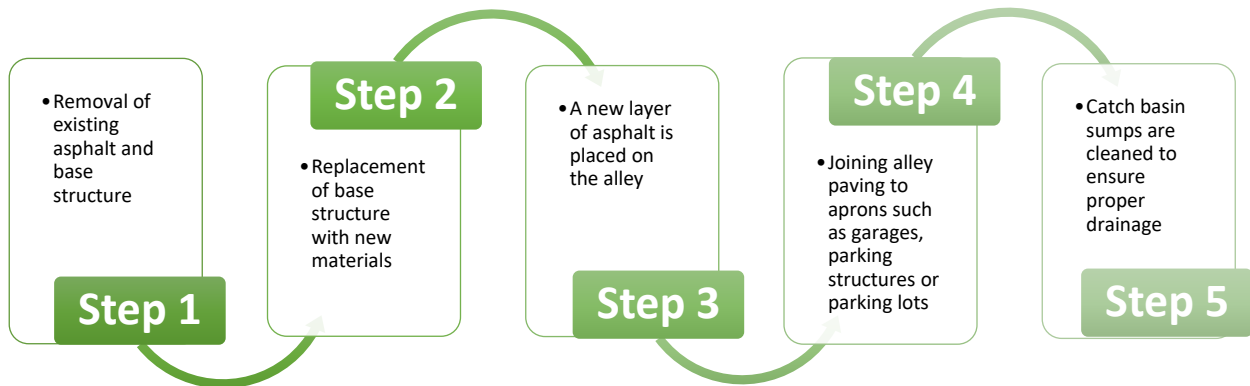 •Removal of
existing
asphalt and
base
structure
Step 1
Step 2
•Replacement
of base
structure
with new
materials
•A new layer
of asphalt is
placed on
the alley
Step 3
Step 4
•Joining alley
paving to
aprons such
as garages,
parking
structures or
parking lots
•Catch basin
sumps are
cleaned to
ensure
proper
drainage
Step 5